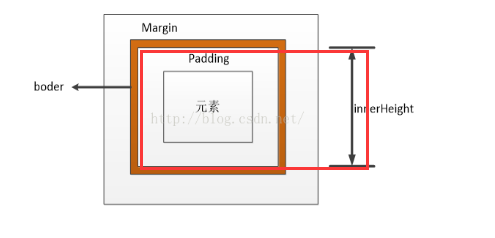 Margin
Padding
boder
元素
innerHeight
http://blog.csdn.net/